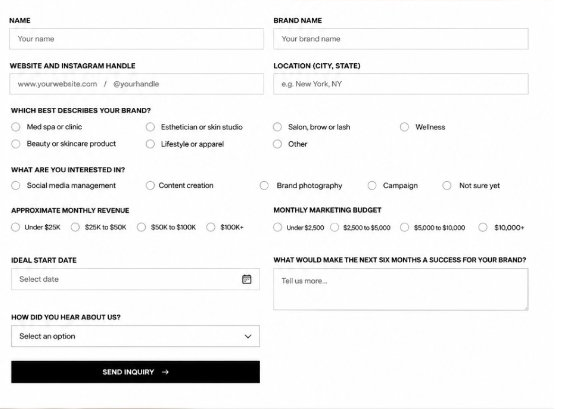 NAME
BRAND NAME
Your name
Your brand name
WEBSITE AND INSTAGRAM HANDLE
LOCATION (CITY, STATE)
www.yourwebsite.com / @yourhandle
e.g. New York, NY
WHICH BEST DESCRIBES YOUR BRAND?
Med spa or clinic
Esthetician or skin studio
Salon, brow or lash
Wellness
Beauty or skincare product
Lifestyle or apparel
Other
WHAT ARE YOU INTERESTED IN?
Social media management
Content creation
Brand photography
Campaign
Not sure yet
APPROXIMATE MONTHLY REVENUE
Under $25K
$25K to $50K
$50K to $100K
$100K+
MONTHLY MARKETING BUDGET
Under $2,500
$2,500 to $5,000
$5,000 to $10,000
$10,000+
IDEAL START DATE
Select date
WHAT WOULD MAKE THE NEXT SIX MONTHS A SUCCESS FOR YOUR BRAND?
Tell us more...
HOW DID YOU HEAR ABOUT US?
Select an option
SEND INQUIRY →